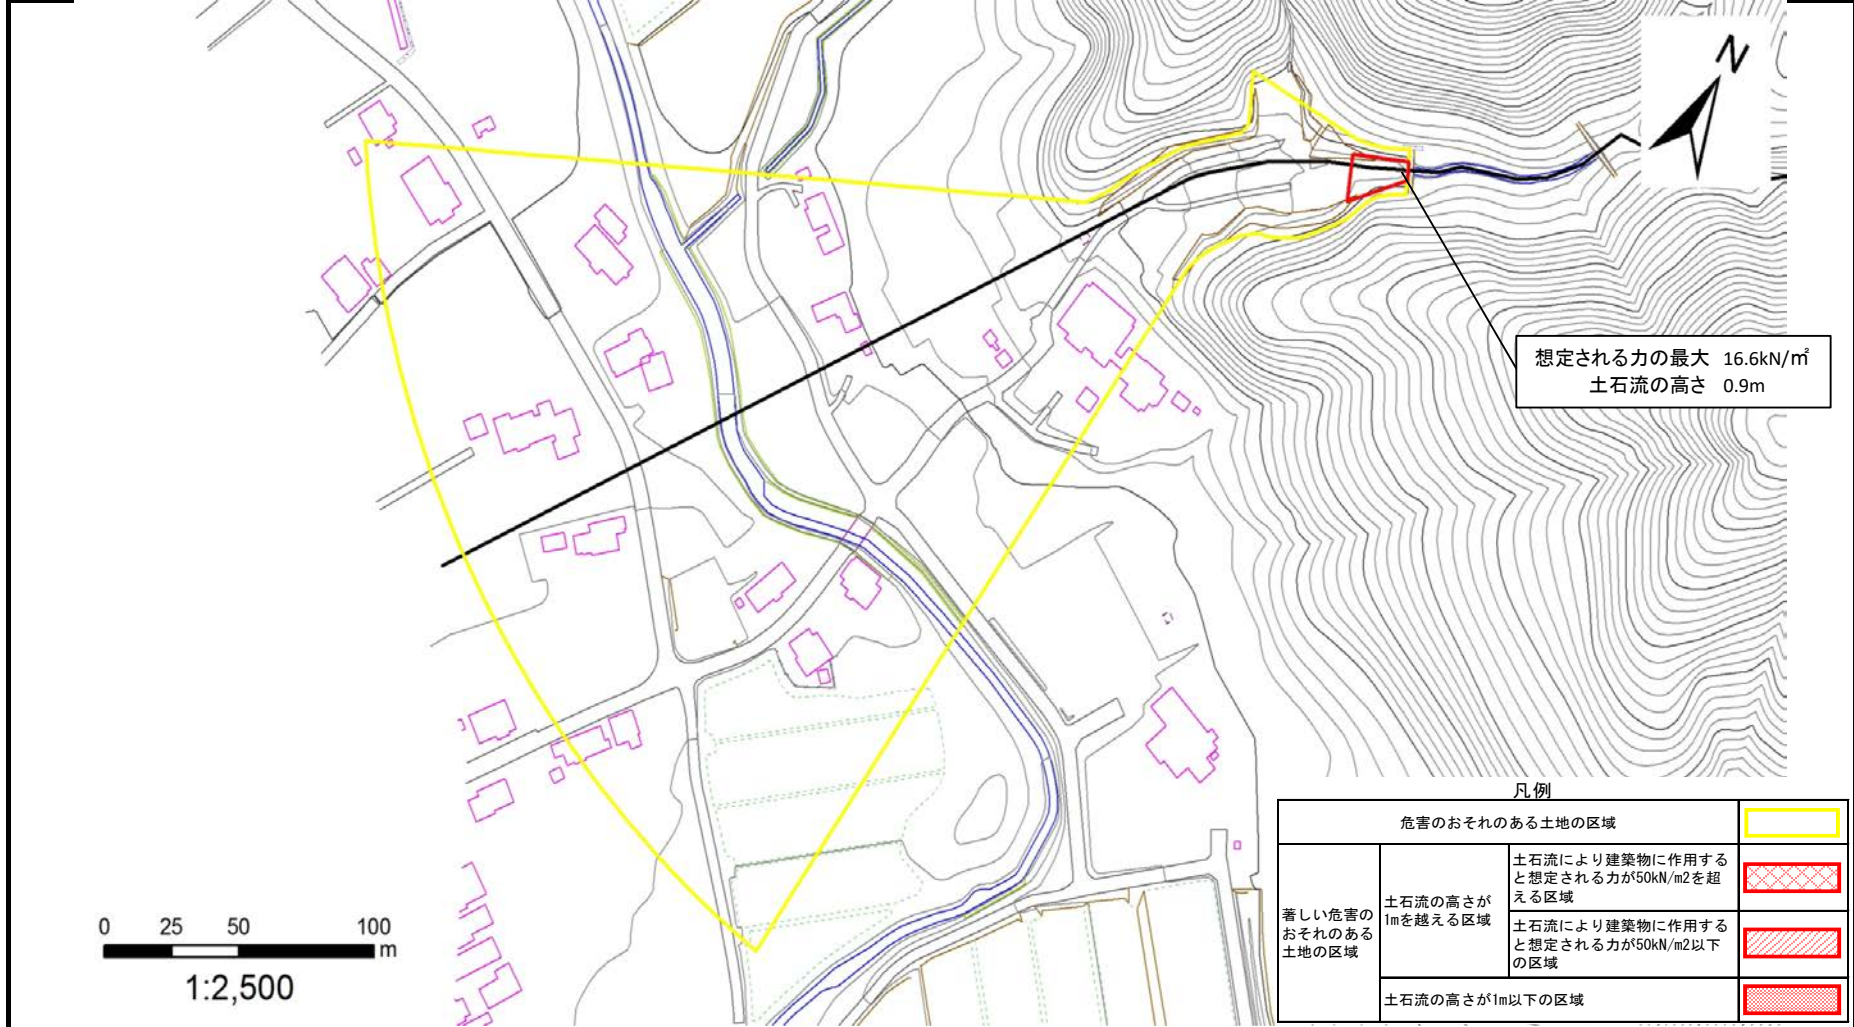 N
想定される力の最大 16.6kN/㎡
土石流の高さ 0.9m
凡例
危害のおそれのある土地の区域
著しい危害の
おそれのある
土地の区域
土石流の高さが
1mを越える区域
土石流により建築物に作用する
と想定される力が50kN/m2を超
える区域
土石流により建築物に作用する
と想定される力が50kN/m2以下
の区域
土石流の高さが1m以下の区域
0 25 50 100
m
1:2,500